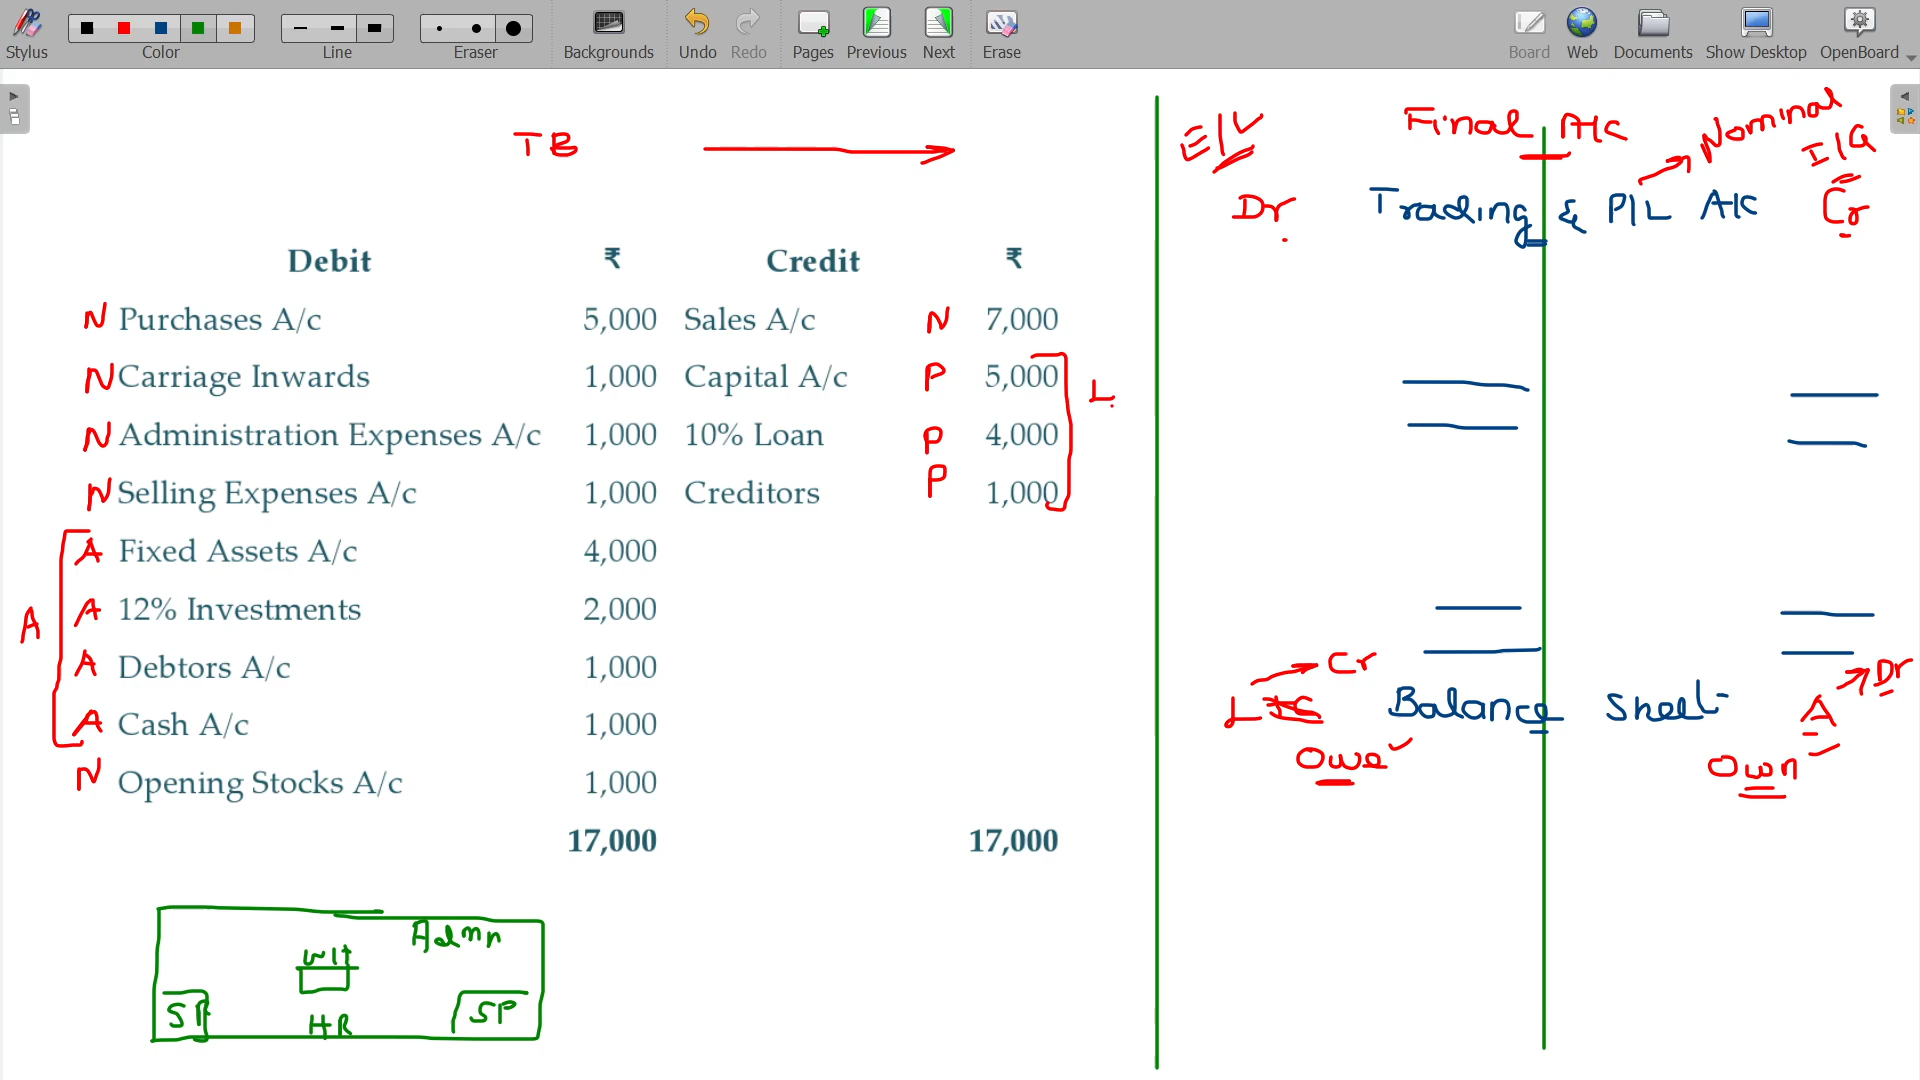 Stylus Color Line Eraser Backgrounds Undo Redo Pages Previous Next Erase Board Web Documents Show Desktop OpenBoard
TB
Debit ₹ Credit ₹
N Purchases A/c 5,000 Sales A/c N 7,000
N Carriage Inwards 1,000 Capital A/c P 5,000
L
N Administration Expenses A/c 1,000 10% Loan P 4,000
N Selling Expenses A/c 1,000 Creditors P 1,000
A Fixed Assets A/c 4,000
A
A 12% Investments 2,000
A Debtors A/c 1,000
A Cash A/c 1,000
N Opening Stocks A/c 1,000
17,000 17,000
Admn
SP HR SP
Final A/c
Nominal
Dr Trading & P/L A/c Cr
Cr Dr
L Balance Sheet A
Owe Own